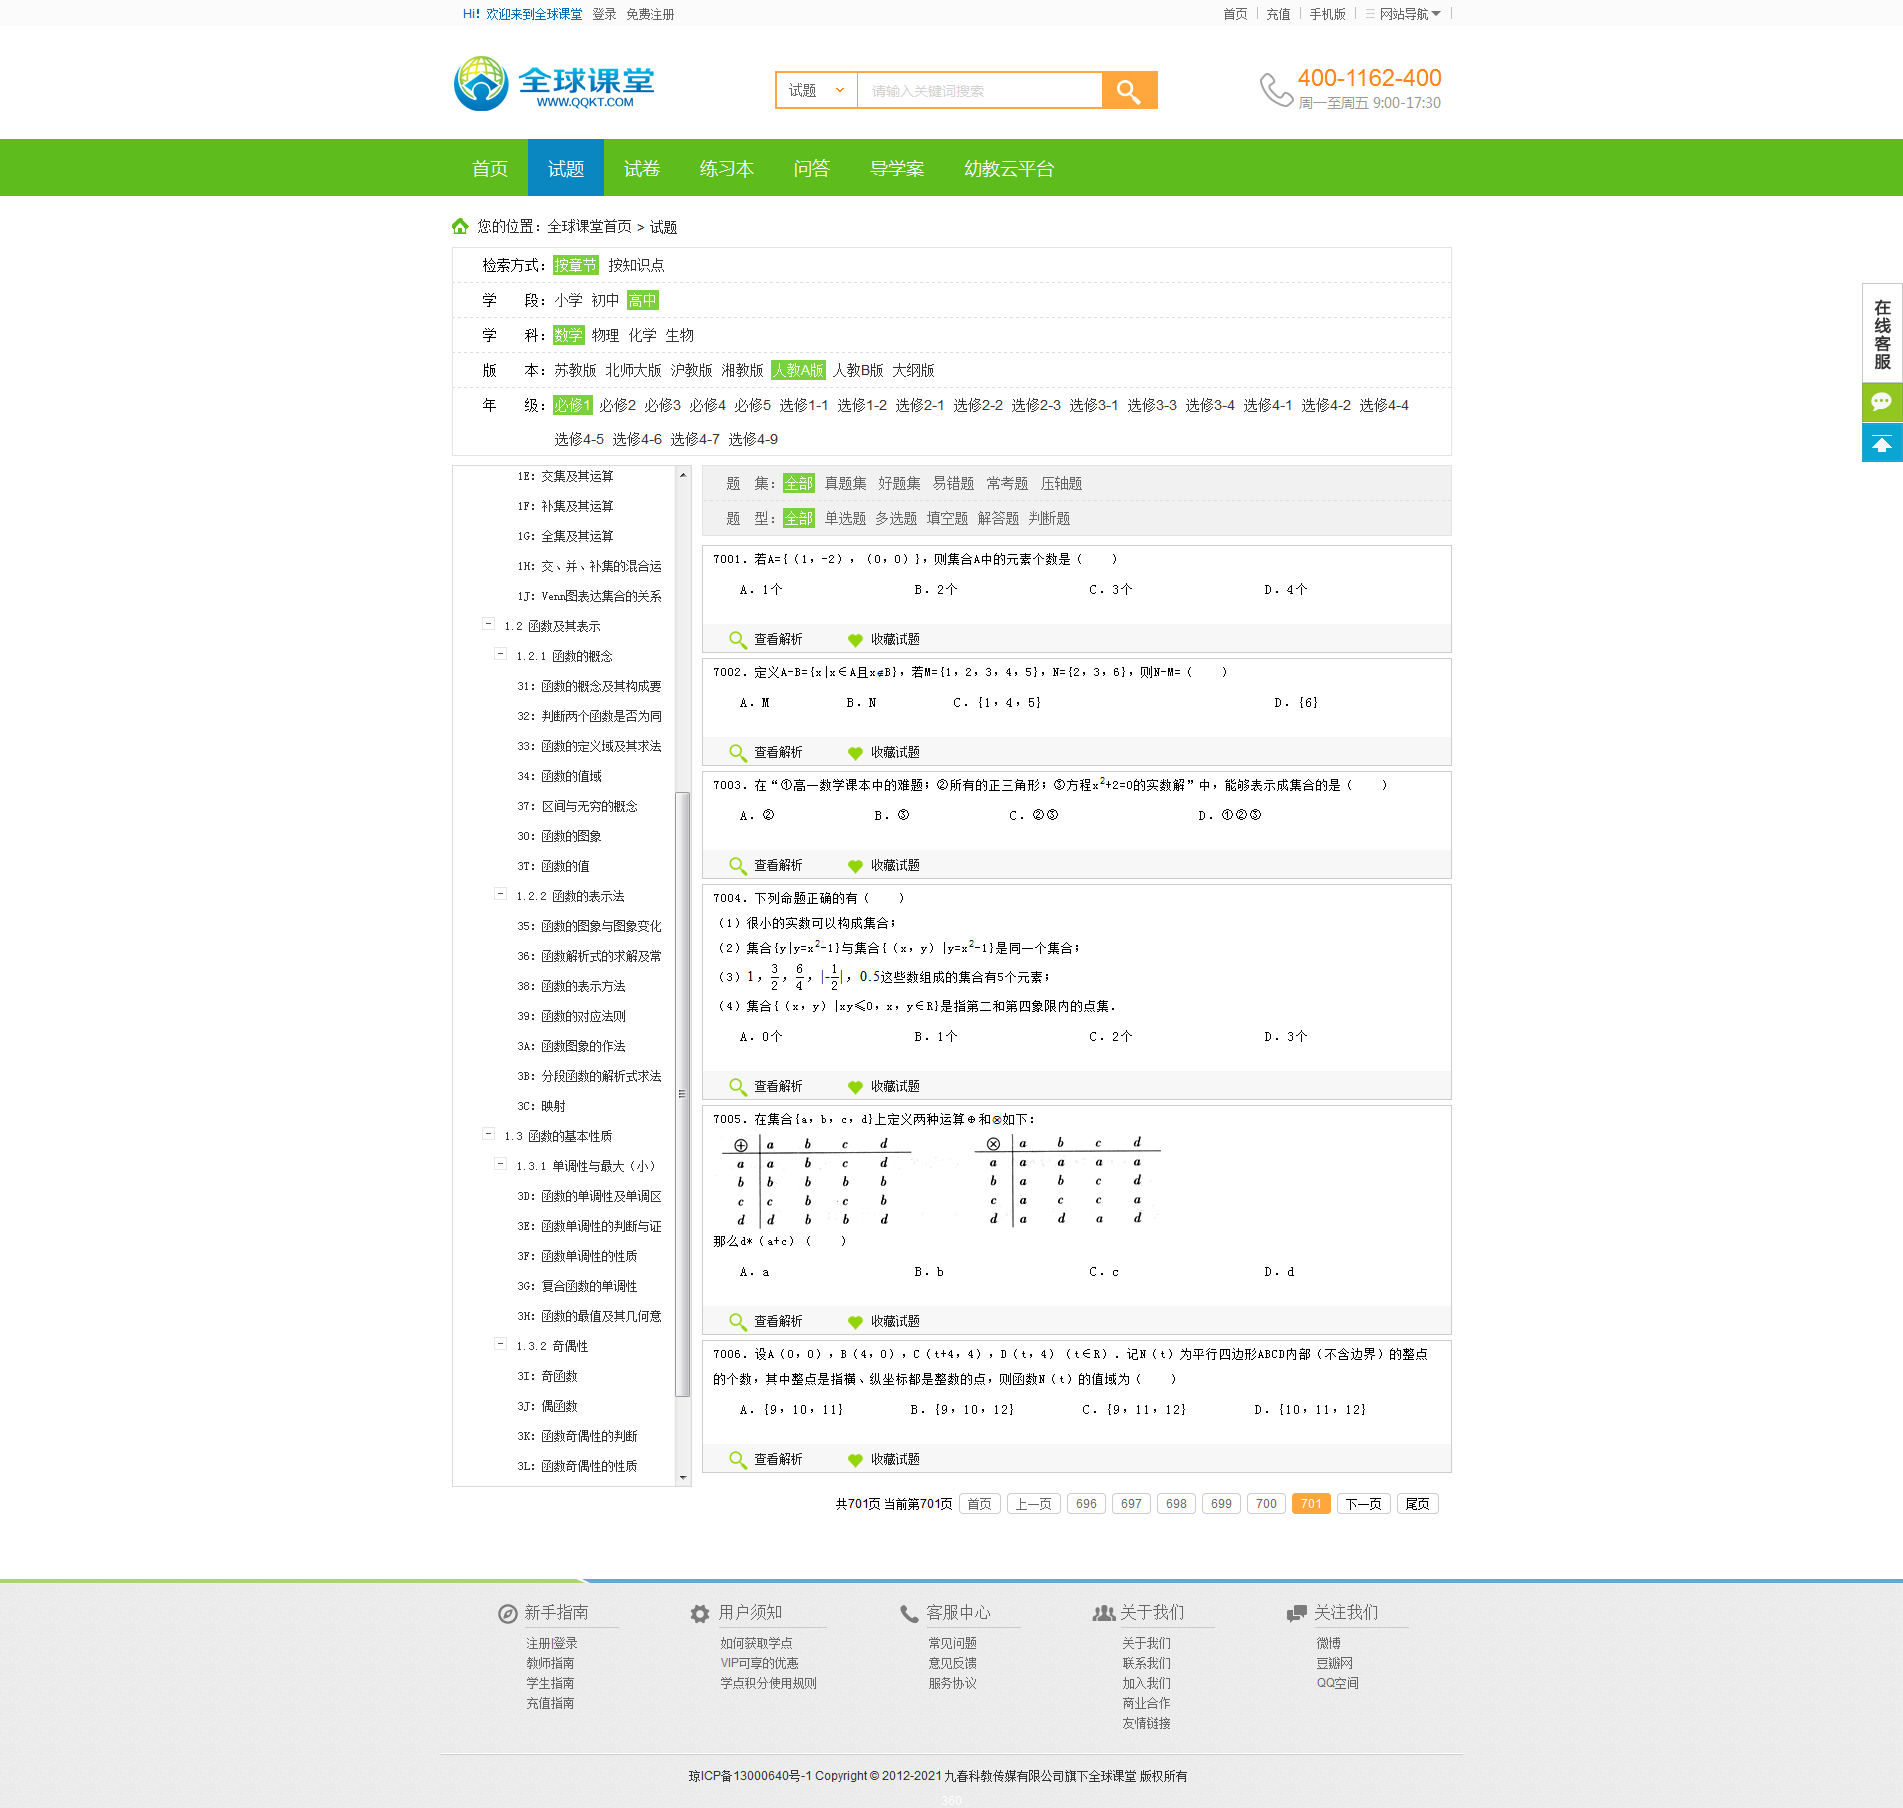 Hi! 欢迎来到全球课堂 登录 免费注册 首页 充值 手机版 网站导航
全球课堂
WWW.QQKT.COM
试题 请输入关键词搜索
400-1162-400
周一至周五 9:00-17:30
首页 试题 试卷 练习本 问答 导学案 幼教云平台
您的位置：全球课堂首页 > 试题
检索方式：按章节 按知识点
学 段：小学 初中 高中
学 科：数学 物理 化学 生物
版 本：苏教版 北师大版 沪教版 湘教版 人教A版 人教B版 大纲版
年 级：必修1 必修2 必修3 必修4 必修5 选修1-1 选修1-2 选修2-1 选修2-2 选修2-3 选修3-1 选修3-3 选修3-4 选修4-1 选修4-2 选修4-4
选修4-5 选修4-6 选修4-7 选修4-9
在线客服
1E：交集及其运算
1F：补集及其运算
1G：全集及其运算
1H：交、并、补集的混合运
1J：Venn图表达集合的关系
1.2 函数及其表示
1.2.1 函数的概念
31：函数的概念及其构成要
32：判断两个函数是否为同
33：函数的定义域及其求法
34：函数的值域
37：区间与无穷的概念
3O：函数的图象
3T：函数的值
1.2.2 函数的表示法
35：函数的图象与图象变化
36：函数解析式的求解及常
38：函数的表示方法
39：函数的对应法则
3A：函数图象的作法
3B：分段函数的解析式求法
3C：映射
1.3 函数的基本性质
1.3.1 单调性与最大（小）
3D：函数的单调性及单调区
3E：函数单调性的判断与证
3F：函数单调性的性质
3G：复合函数的单调性
3H：函数的最值及其几何意
1.3.2 奇偶性
3I：奇函数
3J：偶函数
3K：函数奇偶性的判断
3L：函数奇偶性的性质
题 集：全部 真题集 好题集 易错题 常考题 压轴题
题 型：全部 单选题 多选题 填空题 解答题 判断题
7001．若A={（1，-2），（0，0）}，则集合A中的元素个数是（　　）
A．1个 B．2个 C．3个 D．4个
查看解析 收藏试题
7002．定义A-B={x|x∈A且x∉B}，若M={1，2，3，4，5}，N={2，3，6}，则N-M=（　　）
A．M B．N C．{1，4，5} D．{6}
查看解析 收藏试题
7003．在“①高一数学课本中的难题；②所有的正三角形；③方程x²+2=0的实数解”中，能够表示成集合的是（　　）
A．② B．③ C．②③ D．①②③
查看解析 收藏试题
7004．下列命题正确的有（　　）
（1）很小的实数可以构成集合；
（2）集合{y|y=x²-1}与集合{（x，y）|y=x²-1}是同一个集合；
（3）1，3/2，6/4，|-1/2|，0.5这些数组成的集合有5个元素；
（4）集合{（x，y）|xy≤0，x，y∈R}是指第二和第四象限内的点集．
A．0个 B．1个 C．2个 D．3个
查看解析 收藏试题
7005．在集合{a，b，c，d}上定义两种运算⊕和⊗如下：
⊕ a b c d ⊗ a b c d
a a b c d a a a a a
b b b b b b a b c d
c c b c b c a c c a
d d b b d d a d a d
那么d*（a+c）（　　）
A．a B．b C．c D．d
查看解析 收藏试题
7006．设A（0，0），B（4，0），C（t+4，4），D（t，4）（t∈R）．记N（t）为平行四边形ABCD内部（不含边界）的整点
的个数，其中整点是指横、纵坐标都是整数的点，则函数N（t）的值域为（　　）
A．{9，10，11} B．{9，10，12} C．{9，11，12} D．{10，11，12}
查看解析 收藏试题
共701页 当前第701页 首页 上一页 696 697 698 699 700 701 下一页 尾页
新手指南 用户须知 客服中心 关于我们 关注我们
注册|登录 如何获取学点 常见问题 关于我们 微博
教师指南 VIP可享的优惠 意见反馈 联系我们 豆瓣网
学生指南 学点积分使用规则 服务协议 加入我们 QQ空间
充值指南 商业合作
友情链接
琼ICP备13000640号-1 Copyright © 2012-2021 九春科教传媒有限公司旗下全球课堂 版权所有
360